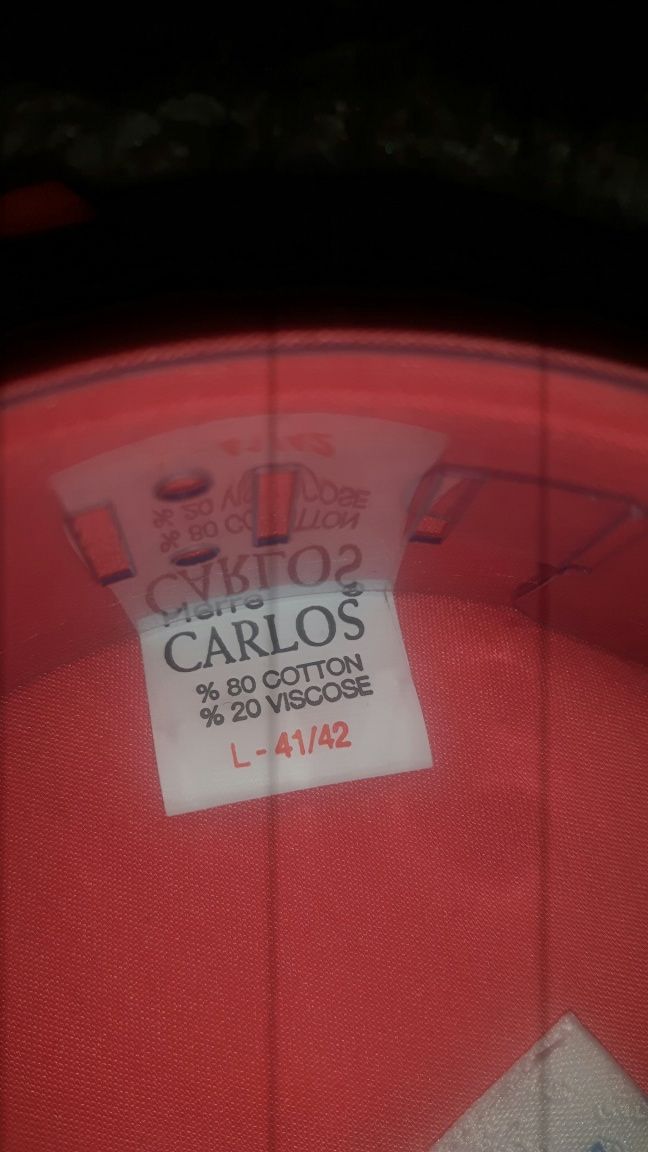 Pierre
CARLOS
% 80 COTTON
% 20 VISCOSE
L - 41/42